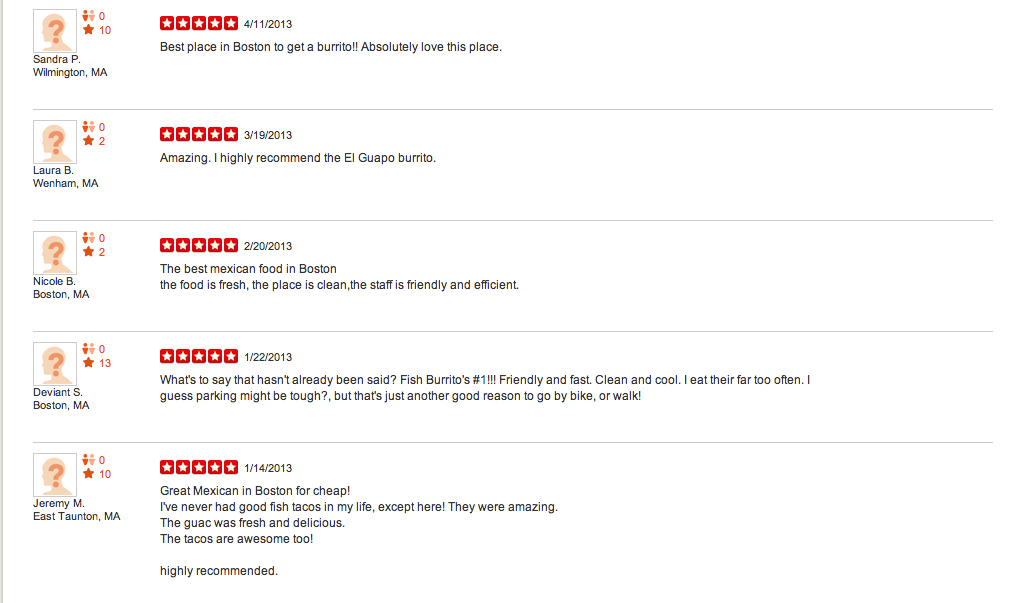 0
10
Sandra P.
Wilmington, MA
4/11/2013
Best place in Boston to get a burrito!! Absolutely love this place.
0
2
Laura B.
Wenham, MA
3/19/2013
Amazing. I highly recommend the El Guapo burrito.
0
2
Nicole B.
Boston, MA
2/20/2013
The best mexican food in Boston
the food is fresh, the place is clean,the staff is friendly and efficient.
0
13
Deviant S.
Boston, MA
1/22/2013
What's to say that hasn't already been said? Fish Burrito's #1!!! Friendly and fast. Clean and cool. I eat their far too often. I
guess parking might be tough?, but that's just another good reason to go by bike, or walk!
0
10
Jeremy M.
East Taunton, MA
1/14/2013
Great Mexican in Boston for cheap!
I've never had good fish tacos in my life, except here! They were amazing.
The guac was fresh and delicious.
The tacos are awesome too!
highly recommended.